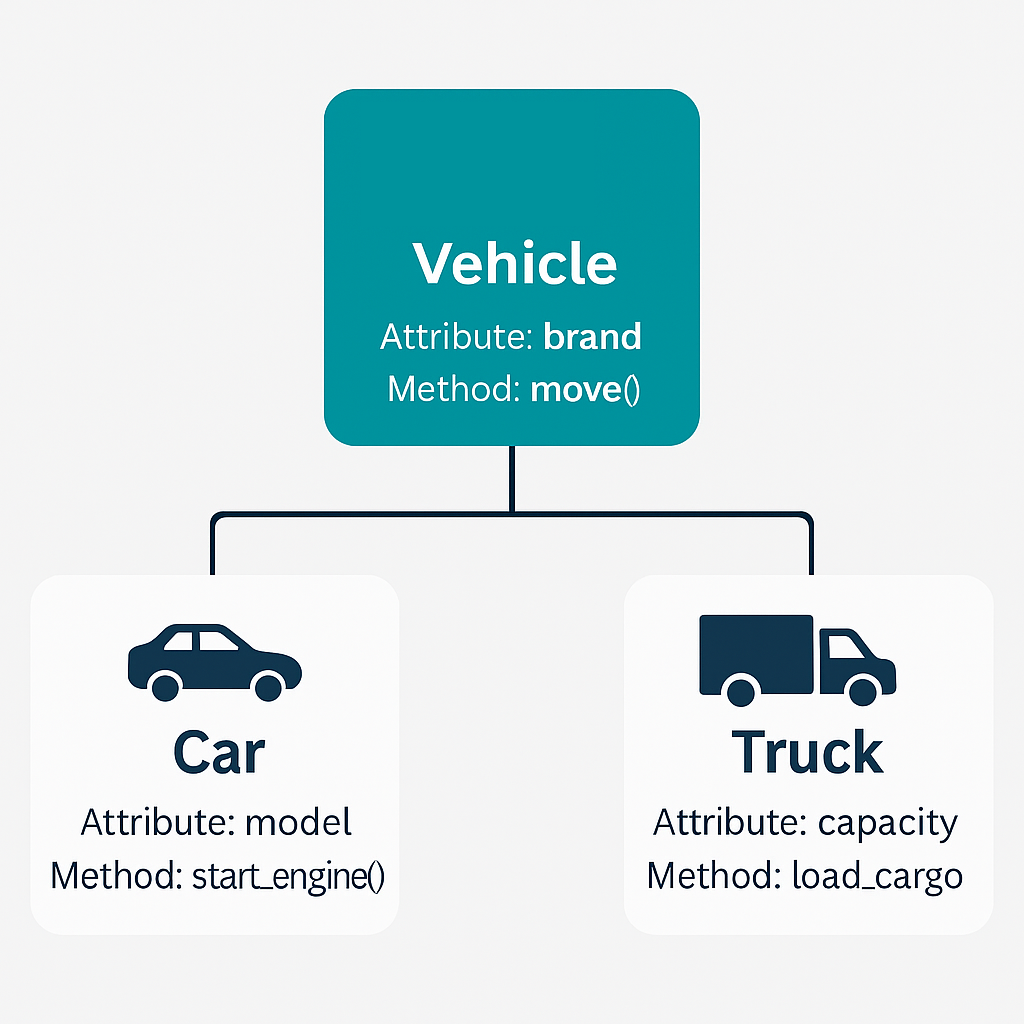 Vehicle
Attribute: brand
Method: move()
Car
Attribute: model
Method: start_engine()
Truck
Attribute: capacity
Method: load_cargo